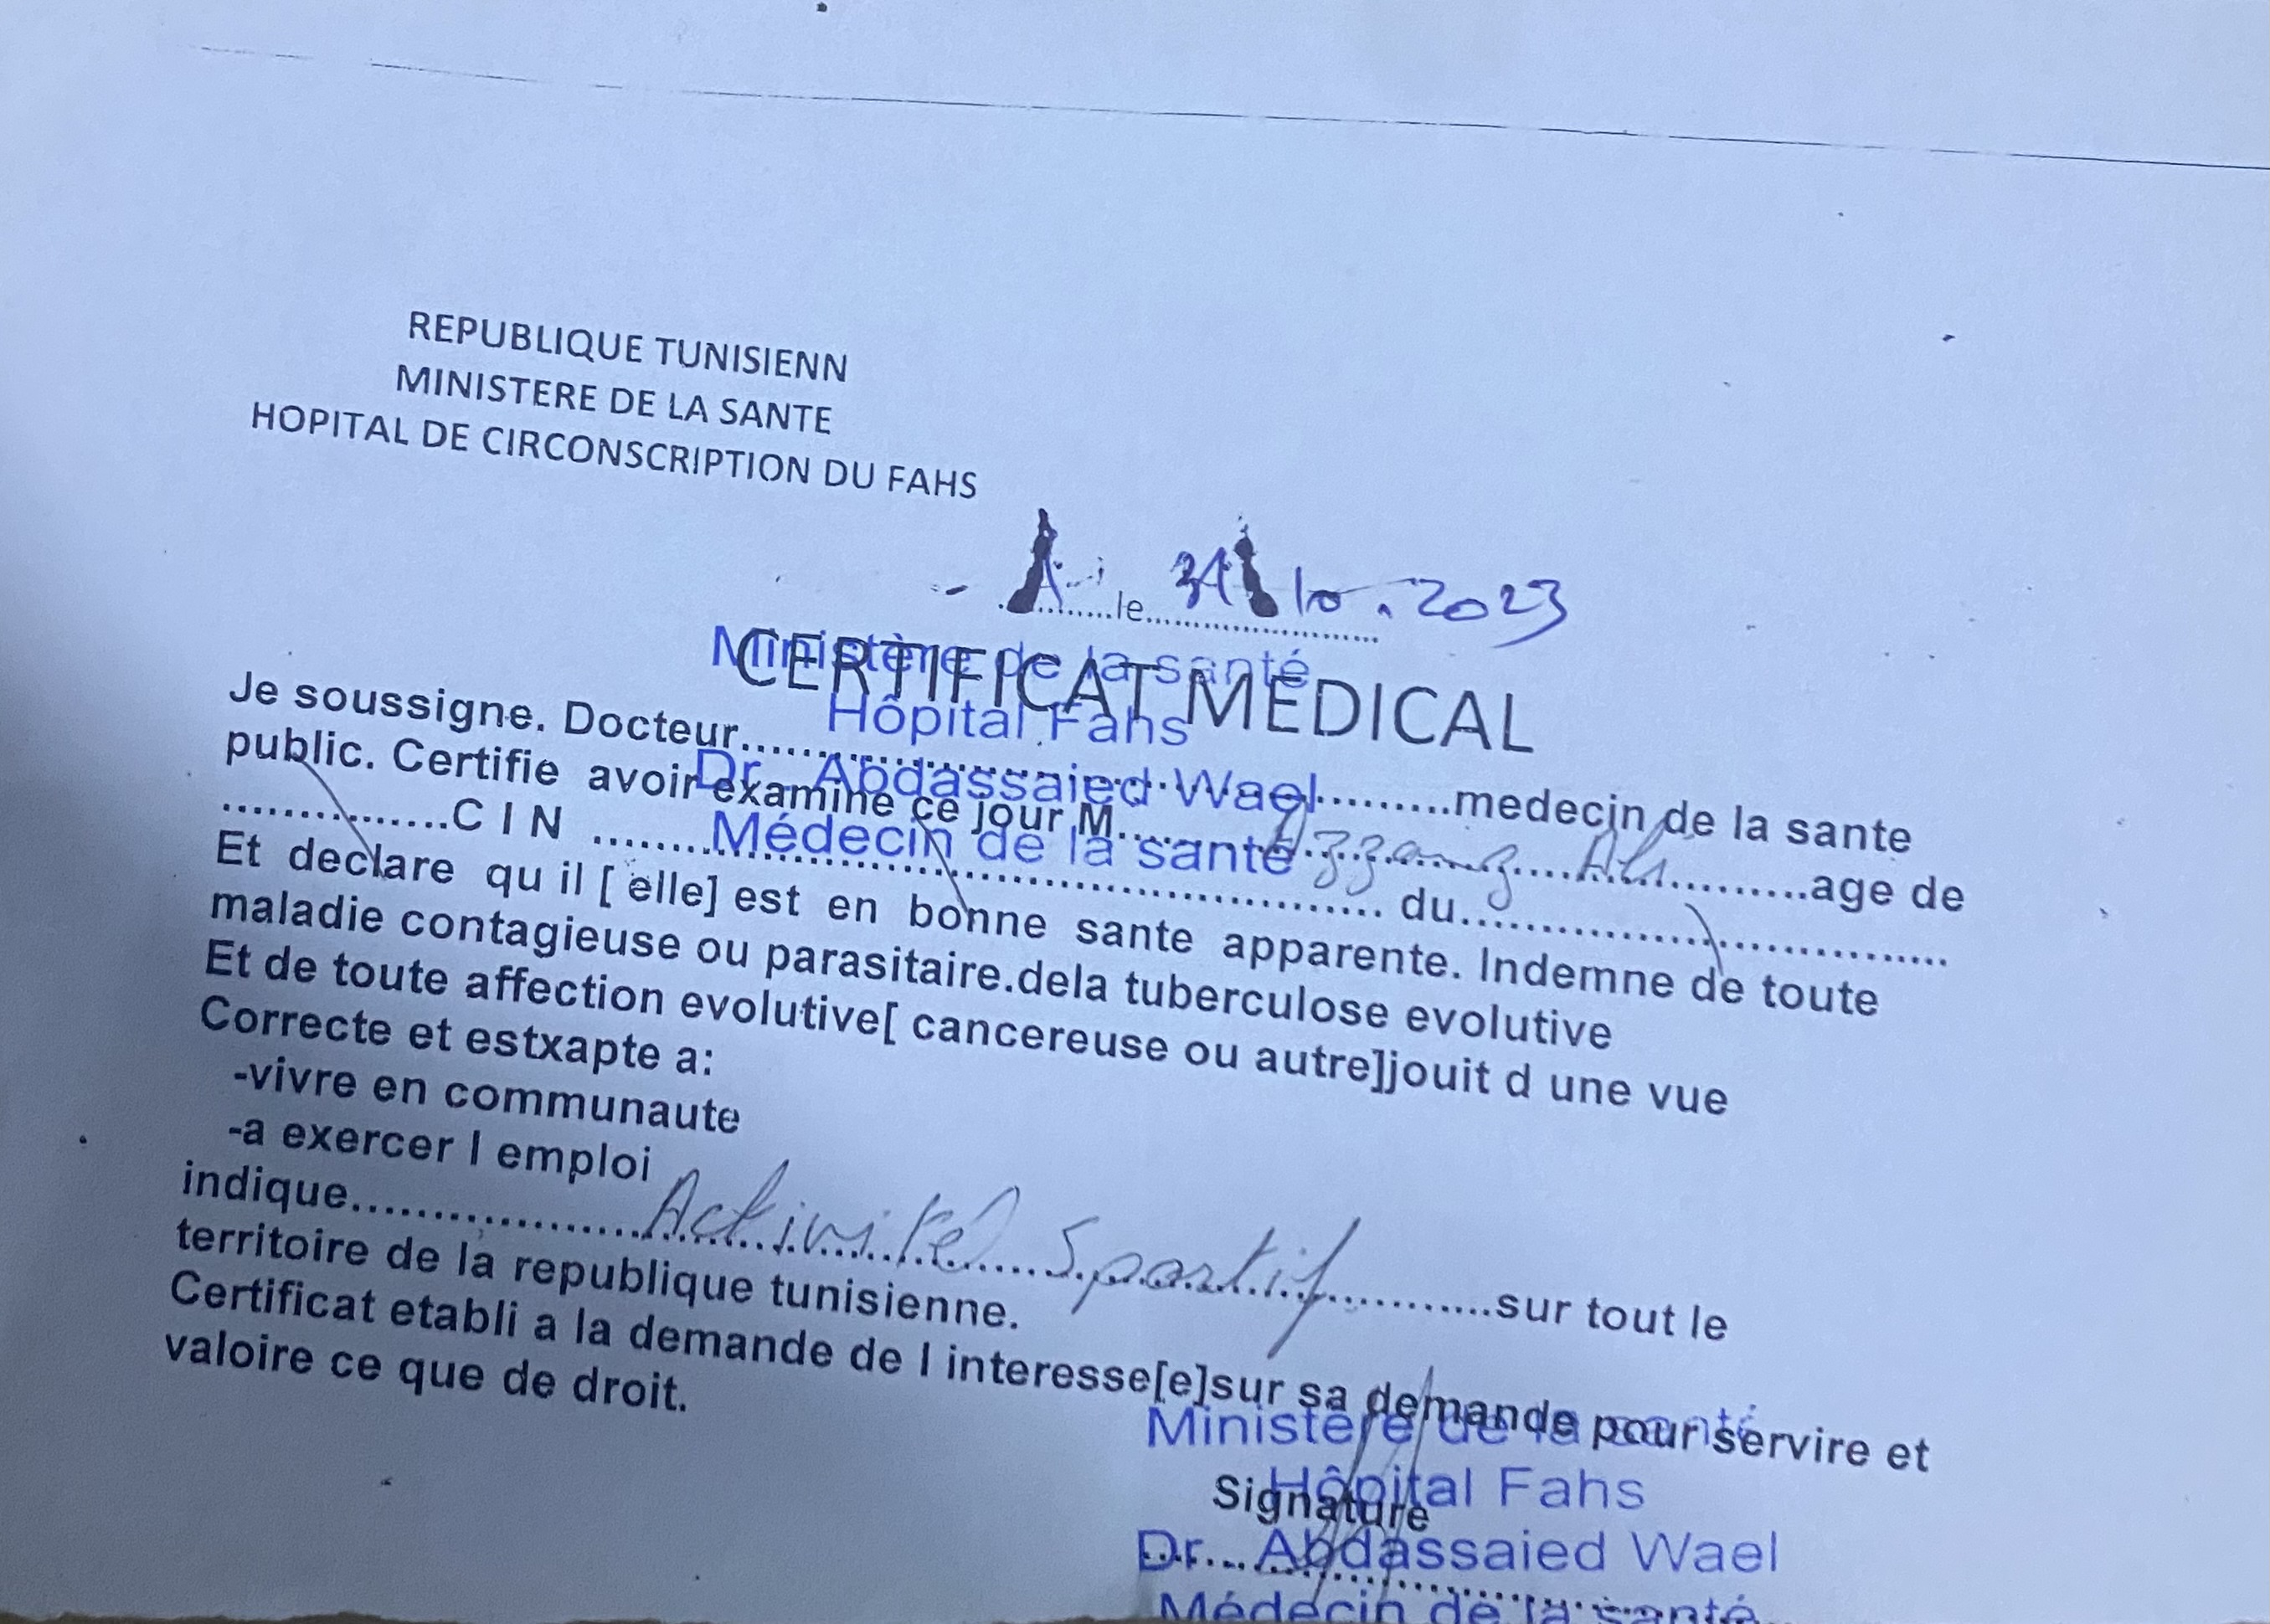 REPUBLIQUE TUNISIENN
MINISTERE DE LA SANTE
HOPITAL DE CIRCONSCRIPTION DU FAHS
.........le........................ 10.2023
Ministère de la santé
CERTIFICAT MEDICAL
Hôpital Fahs
Je soussigne. Docteur..............................medecin de la sante
Dr. Abdassaied Wael
public. Certifie avoir examine ce jour M.....................age de
Médecin de la santé
..............C I N .......................................... du..............................
Et declare qu il [ elle] est en bonne sante apparente. Indemne de toute
maladie contagieuse ou parasitaire.dela tuberculose evolutive
Et de toute affection evolutive[ cancereuse ou autre]jouit d une vue
Correcte et estxapte a:
-vivre en communaute
-a exercer l emploi
indique...................Activité Sportif............sur tout le
territoire de la republique tunisienne.
Certificat etabli a la demande de l interesse[e]sur sa demande pour servire et
valoire ce que de droit.
Ministère de la santé
Hôpital Fahs
Signature
Dr. Abdassaied Wael
Médecin de la santé